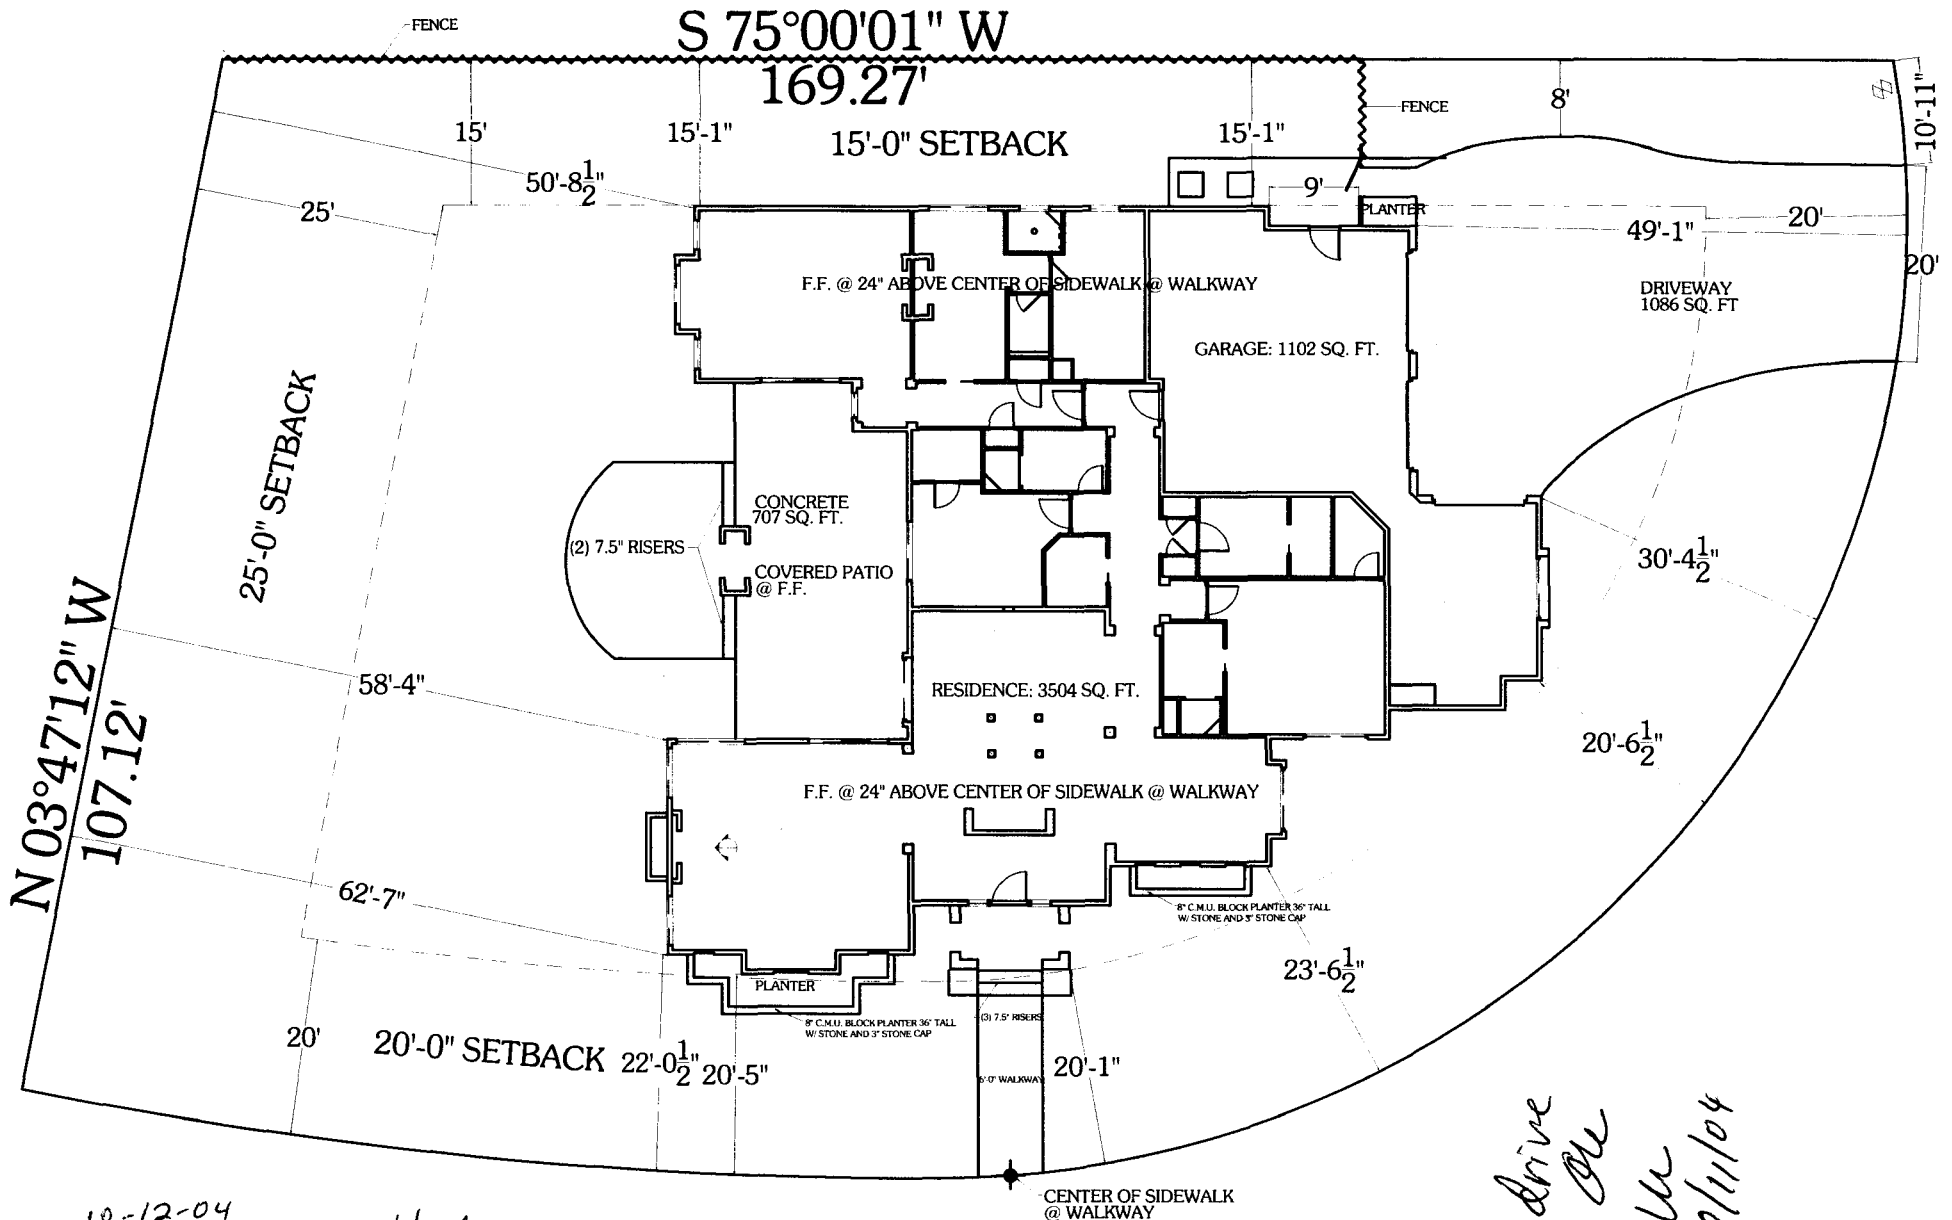 FENCE
S 75°00'01" W
169.27'
15'
15'-1"
15'-0" SETBACK
15'-1"
FENCE
8'
10'-11"
50'-8 1/2"
25'
9'
PLANTER
49'-1"
20'
20'
F.F. @ 24" ABOVE CENTER OF SIDEWALK @ WALKWAY
DRIVEWAY
1086 SQ. FT
GARAGE: 1102 SQ. FT.
25'-0" SETBACK
CONCRETE
707 SQ. FT.
(2) 7.5" RISERS
COVERED PATIO
@ F.F.
30'-4 1/2"
N 03°47'12" W
107.12'
58'-4"
RESIDENCE: 3504 SQ. FT.
20'-6 1/2"
F.F. @ 24" ABOVE CENTER OF SIDEWALK @ WALKWAY
62'-7"
8" C.M.U. BLOCK PLANTER 36" TALL
W/ STONE AND 3" STONE CAP
23'-6 1/2"
PLANTER
8" C.M.U. BLOCK PLANTER 36" TALL
W/ STONE AND 3" STONE CAP
(3) 7.5" RISERS
20'
20'-0" SETBACK
22'-0 1/2"
20'-5"
6'-0" WALKWAY
20'-1"
CENTER OF SIDEWALK
@ WALKWAY
drive